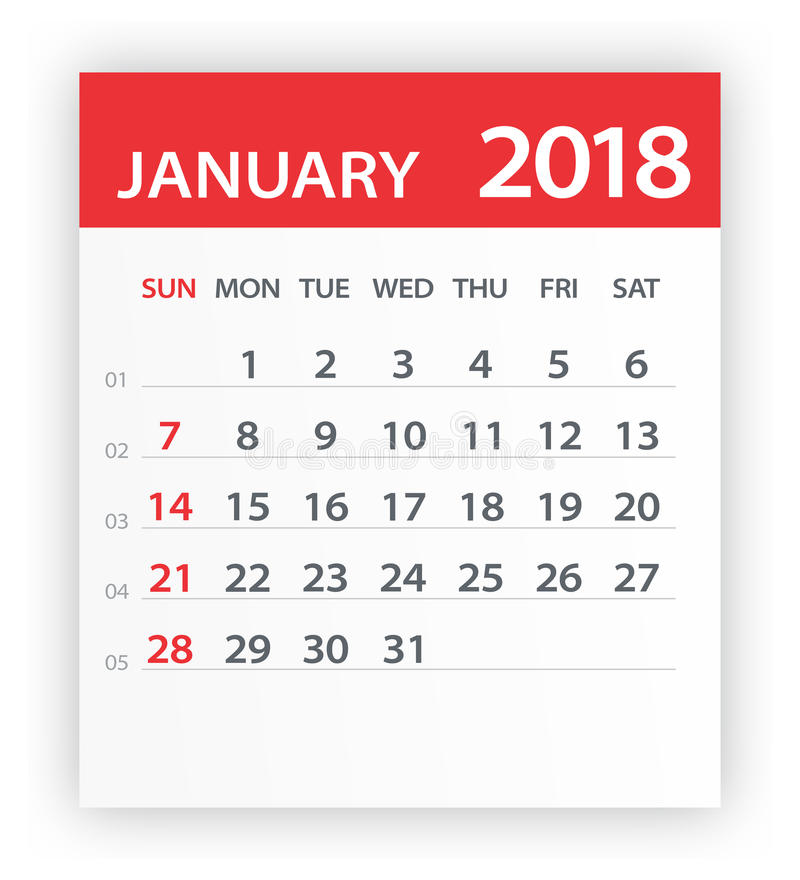 JANUARY 2018
SUN MON TUE WED THU FRI SAT
01 1 2 3 4 5 6
02 7 8 9 10 11 12 13
dreamstime.com
03 14 15 16 17 18 19 20
04 21 22 23 24 25 26 27
05 28 29 30 31